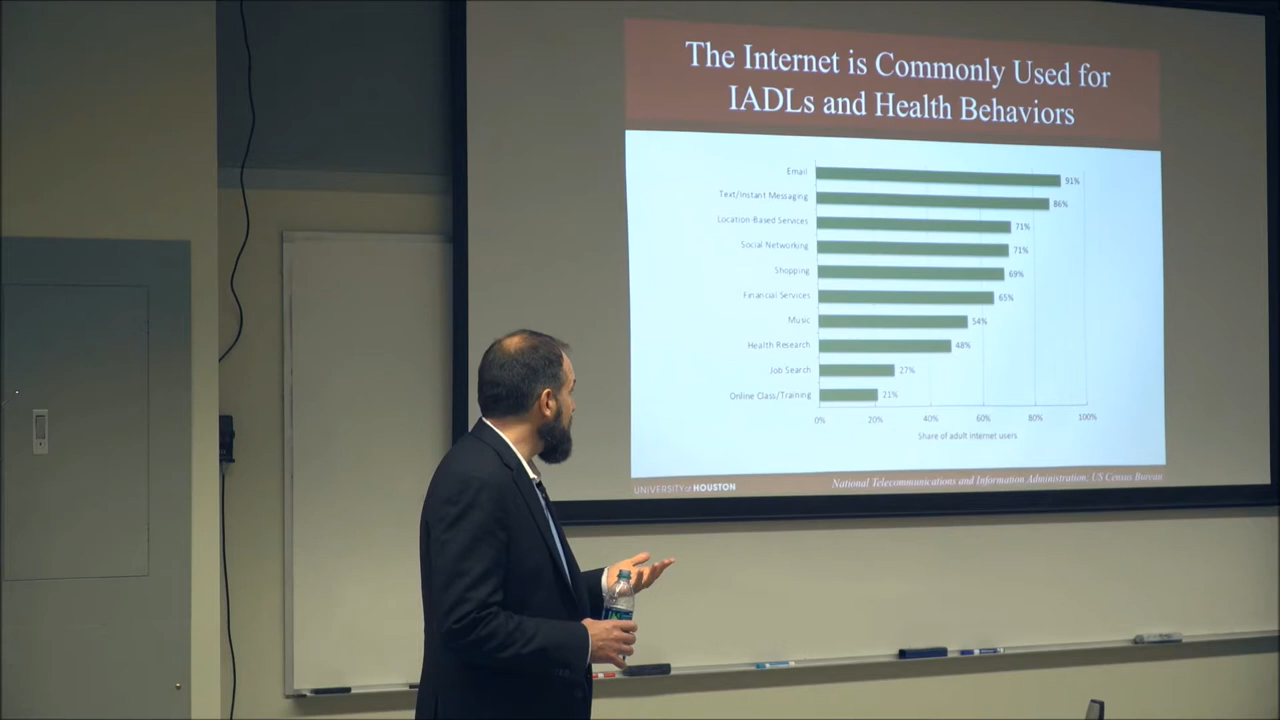 The Internet is Commonly Used for
IADLs and Health Behaviors
Email 91%
Text/Instant Messaging 86%
Location-Based Services 71%
Social Networking 71%
Shopping 69%
Financial Services 65%
Music 54%
Health Research 48%
Job Search 27%
Online Class/Training 21%
0% 20% 40% 60% 80% 100%
Share of adult internet users
UNIVERSITY of HOUSTON
National Telecommunications and Information Administration; US Census Bureau